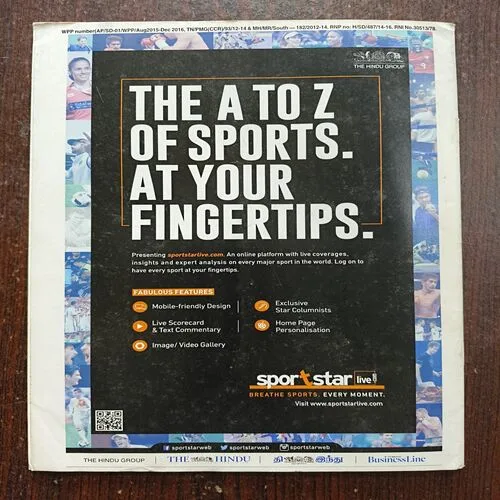 WPP number(AP/SD-01/WPP/Aug2015-Dec 2016, TN/PMG(CCR)/93/12-14 & MH/MR/South — 182/2012-14, RNP no: H/SD/487/14-16. RNI No.30513/78.
THE HINDU GROUP
THE A TO Z
OF SPORTS.
AT YOUR
FINGERTIPS.
Presenting sportstarlive.com. An online platform with live coverages,
insights and expert analysis on every major sport in the world. Log on to
have every sport at your fingertips.
FABULOUS FEATURES
Mobile-friendly Design
Exclusive
Star Columnists
Live Scorecard
& Text Commentary
Home Page
Personalisation
Image/Video Gallery
sportstar live
BREATHE SPORTS. EVERY MOMENT.
Visit www.sportstarlive.com
sportstarweb sportstarweb sportstarweb
THE HINDU GROUP | THE HINDU | தி இந்து | BusinessLine